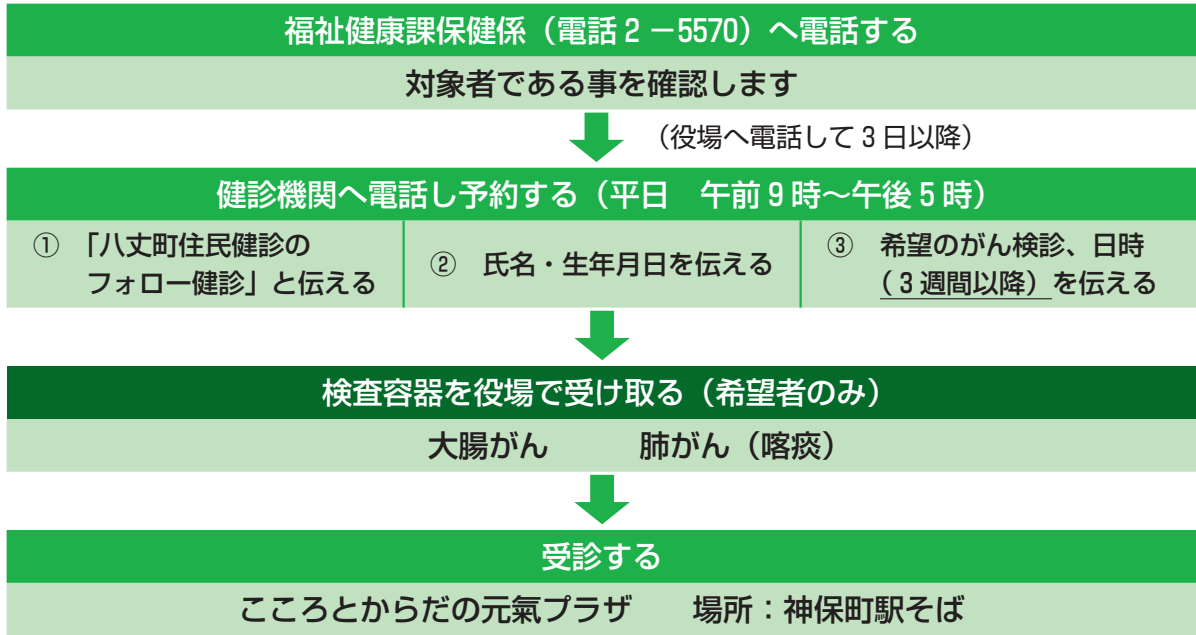 福祉健康課保健係（電話２－5570）へ電話する
対象者である事を確認します
（役場へ電話して３日以降）
健診機関へ電話し予約する（平日　午前９時～午後５時）
①　「八丈町住民健診の
フォロー健診」と伝える
②　氏名・生年月日を伝える
③　希望のがん検診、日時
（３週間以降）を伝える
検査容器を役場で受け取る（希望者のみ）
大腸がん　　　肺がん（喀痰）
受診する
こころとからだの元氣プラザ　　場所：神保町駅そば